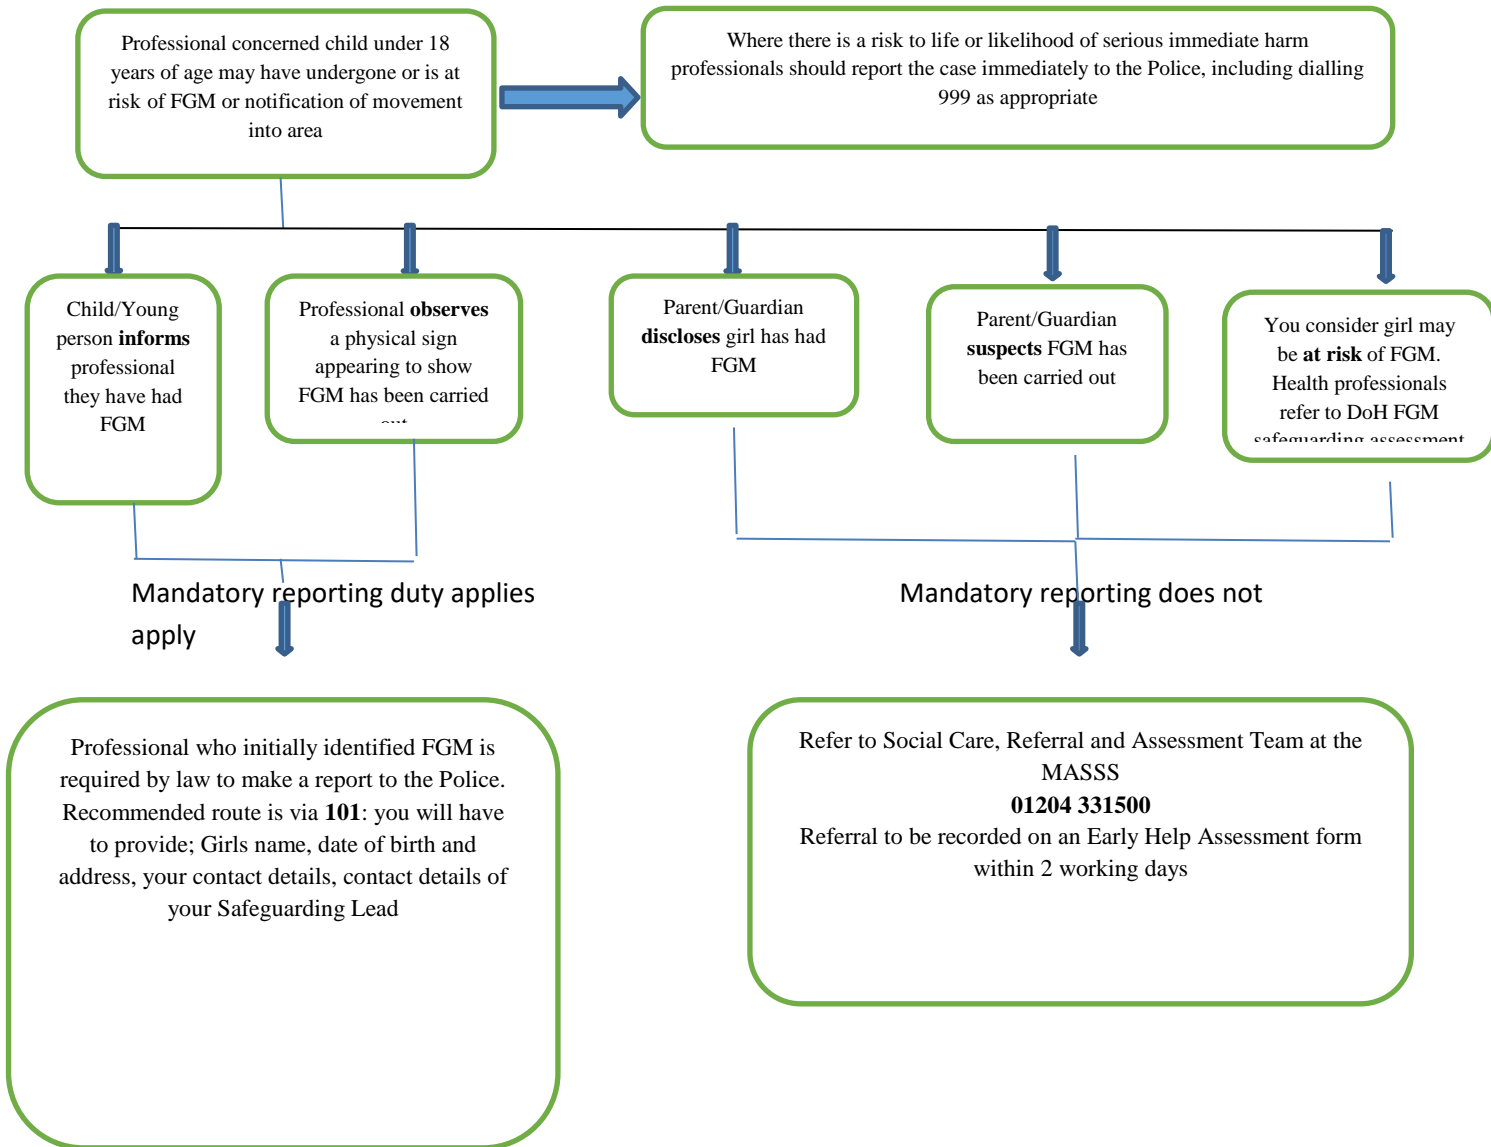 Professional concerned child under 18
years of age may have undergone or is at
risk of FGM or notification of movement
into area
Where there is a risk to life or likelihood of serious immediate harm
professionals should report the case immediately to the Police, including dialling
999 as appropriate
Child/Young
person informs
professional
they have had
FGM
Professional observes
a physical sign
appearing to show
FGM has been carried
out
Parent/Guardian
discloses girl has had
FGM
Parent/Guardian
suspects FGM has
been carried out
You consider girl may
be at risk of FGM.
Health professionals
refer to DoH FGM
safeguarding assessment
Mandatory reporting duty applies
Mandatory reporting does not
apply
Professional who initially identified FGM is
required by law to make a report to the Police.
Recommended route is via 101: you will have
to provide; Girls name, date of birth and
address, your contact details, contact details of
your Safeguarding Lead
Refer to Social Care, Referral and Assessment Team at the
MASSS
01204 331500
Referral to be recorded on an Early Help Assessment form
within 2 working days